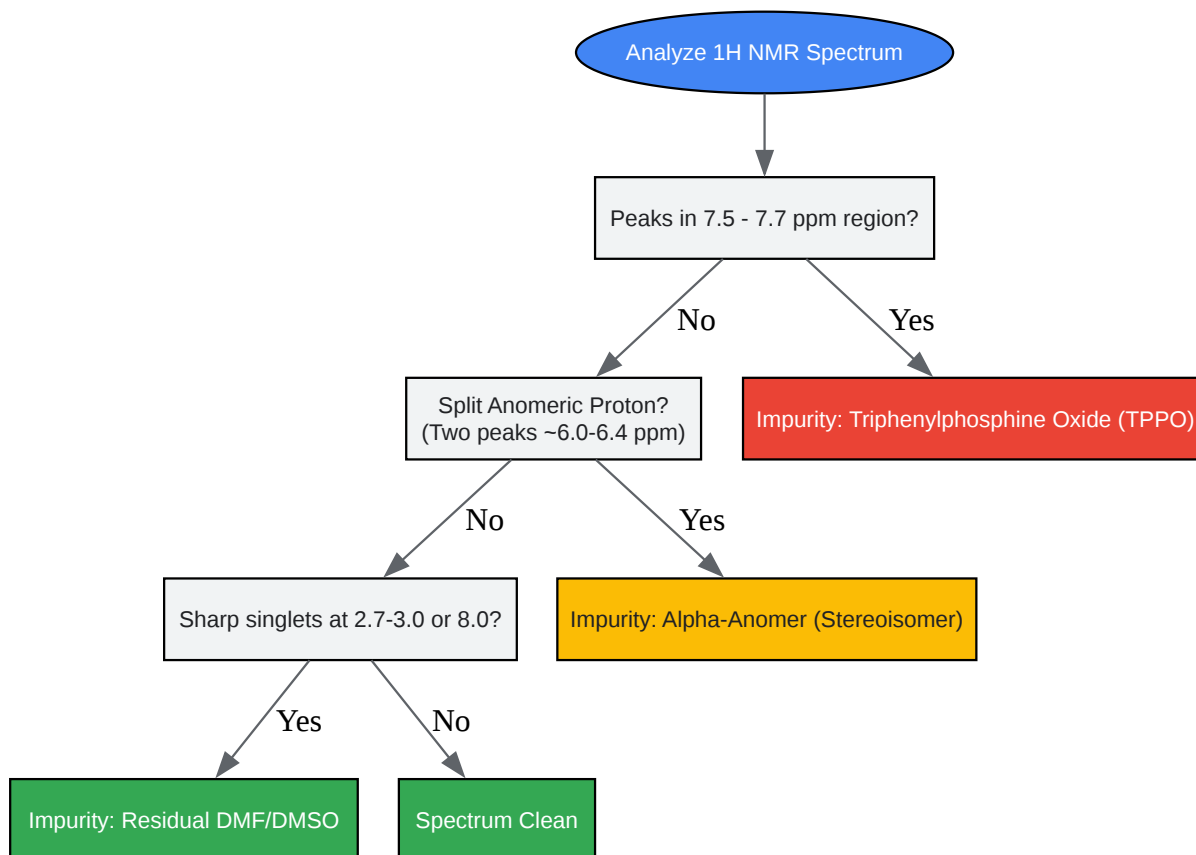 Analyze 1H NMR Spectrum
Peaks in 7.5 - 7.7 ppm region?
No
Yes
Split Anomeric Proton?
(Two peaks ~6.0-6.4 ppm)
Impurity: Triphenylphosphine Oxide (TPPO)
No
Yes
Sharp singlets at 2.7-3.0 or 8.0?
Impurity: Alpha-Anomer (Stereoisomer)
Yes
No
Impurity: Residual DMF/DMSO
Spectrum Clean